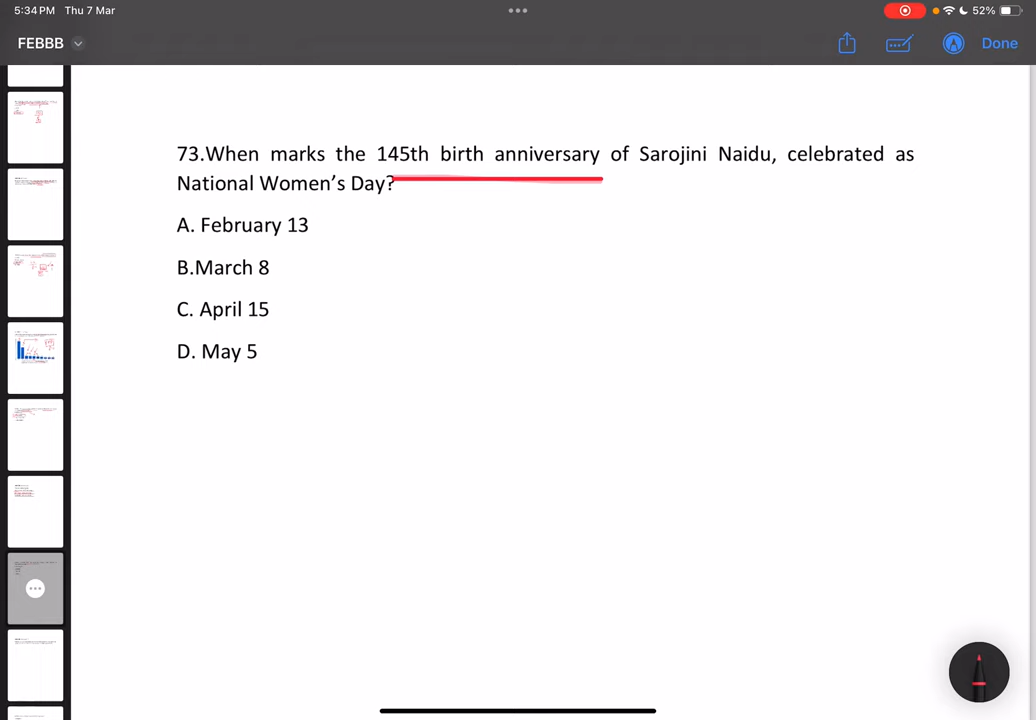 5:34 PM Thu 7 Mar
52%
FEBBB
Done
73.When marks the 145th birth anniversary of Sarojini Naidu, celebrated as
National Women’s Day?
A. February 13
B.March 8
C. April 15
D. May 5